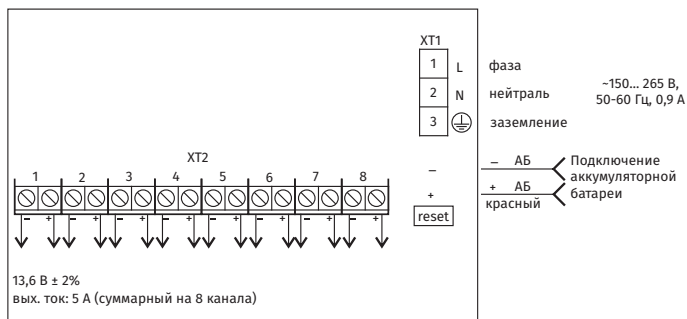 XT1
1 L фаза
2 N нейтраль
3 заземление
~150... 265 В,
50-60 Гц, 0,9 А
XT2
1 2 3 4 5 6 7 8
– + – + – + – + – + – + – + – +
– – АБ
+ + АБ
красный
Подключение
аккумуляторной
батареи
reset
13,6 В ± 2%
вых. ток: 5 А (суммарный на 8 канала)